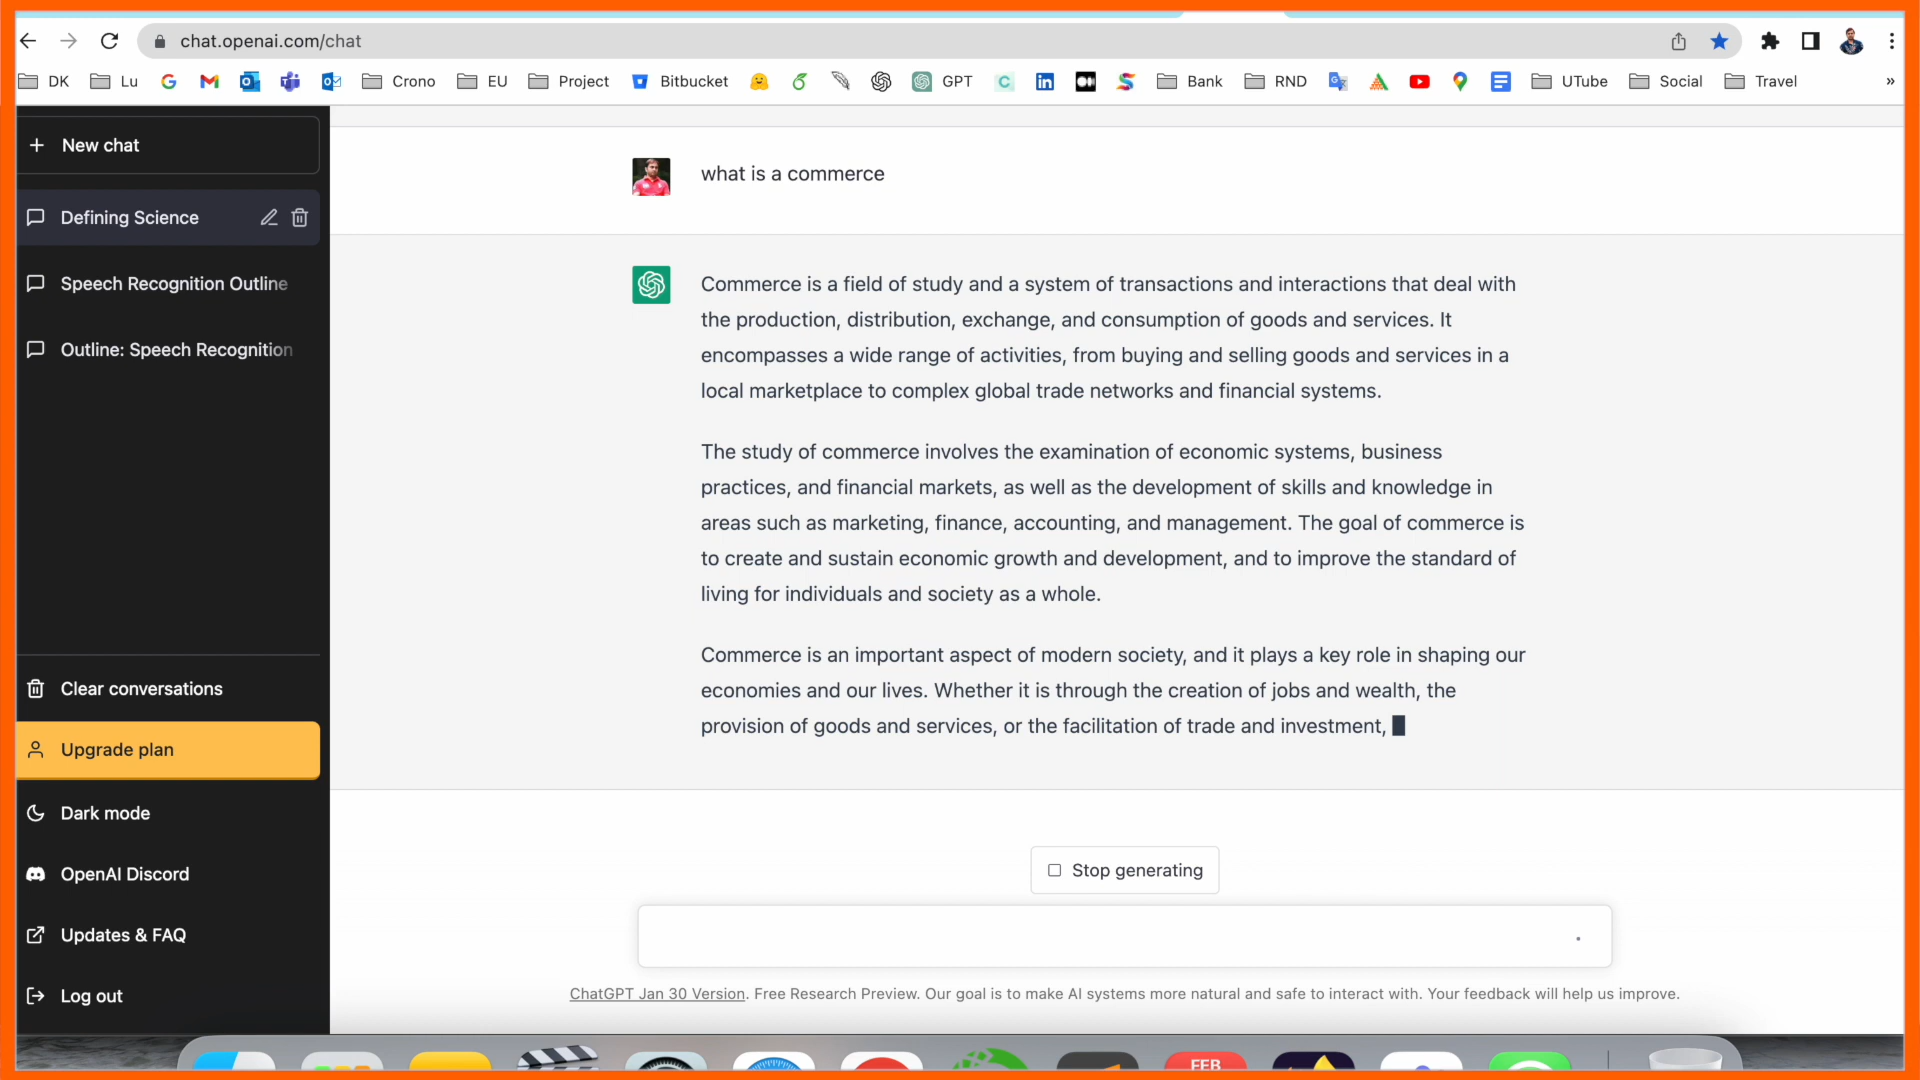 chat.openai.com/chat
DK Lu Crono EU Project Bitbucket GPT Bank RND UTube Social Travel »
New chat
Defining Science
Speech Recognition Outline
Outline: Speech Recognition
Clear conversations
Upgrade plan
Dark mode
OpenAI Discord
Updates & FAQ
Log out
what is a commerce
Commerce is a field of study and a system of transactions and interactions that deal with
the production, distribution, exchange, and consumption of goods and services. It
encompasses a wide range of activities, from buying and selling goods and services in a
local marketplace to complex global trade networks and financial systems.
The study of commerce involves the examination of economic systems, business
practices, and financial markets, as well as the development of skills and knowledge in
areas such as marketing, finance, accounting, and management. The goal of commerce is
to create and sustain economic growth and development, and to improve the standard of
living for individuals and society as a whole.
Commerce is an important aspect of modern society, and it plays a key role in shaping our
economies and our lives. Whether it is through the creation of jobs and wealth, the
provision of goods and services, or the facilitation of trade and investment,
Stop generating
ChatGPT Jan 30 Version. Free Research Preview. Our goal is to make AI systems more natural and safe to interact with. Your feedback will help us improve.
FEB